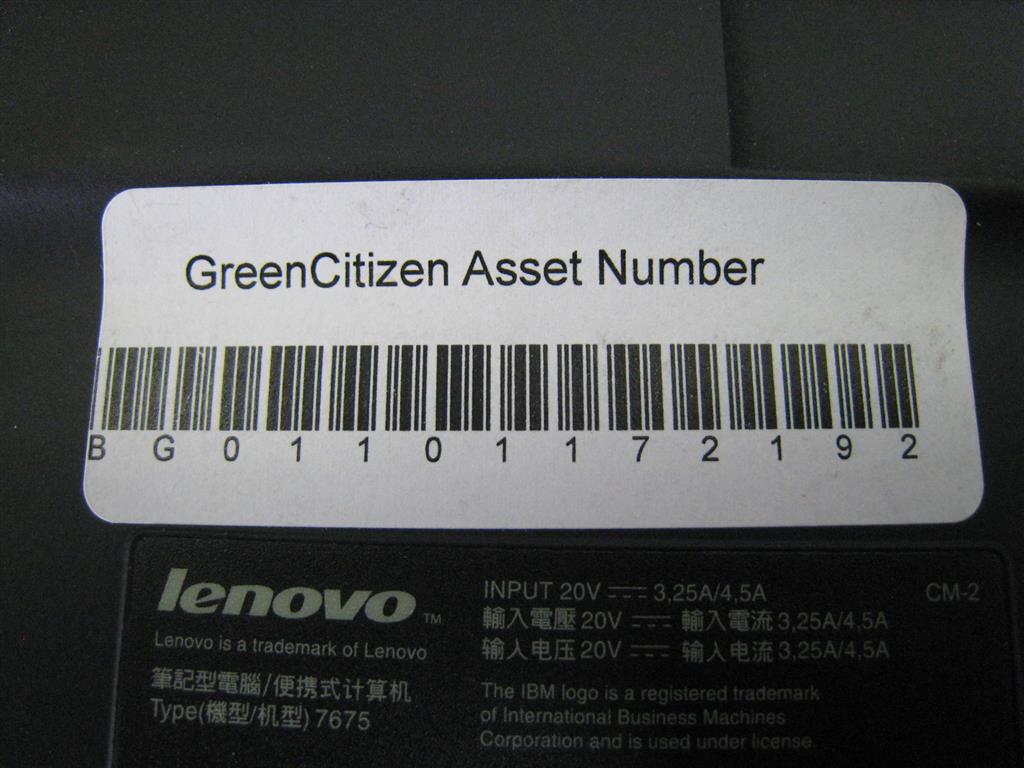 GreenCitizen Asset Number
BG01101172192
lenovo™
Lenovo is a trademark of Lenovo
筆記型電腦/便携式计算机
Type(機型/机型) 7675
INPUT 20V ⎓ 3,25A/4,5A
輸入電壓 20V ⎓ 輸入電流 3,25A/4,5A
输入电压 20V ⎓ 输入电流 3,25A/4,5A
The IBM logo is a registered trademark
of International Business Machines
Corporation and is used under license.
CM-2